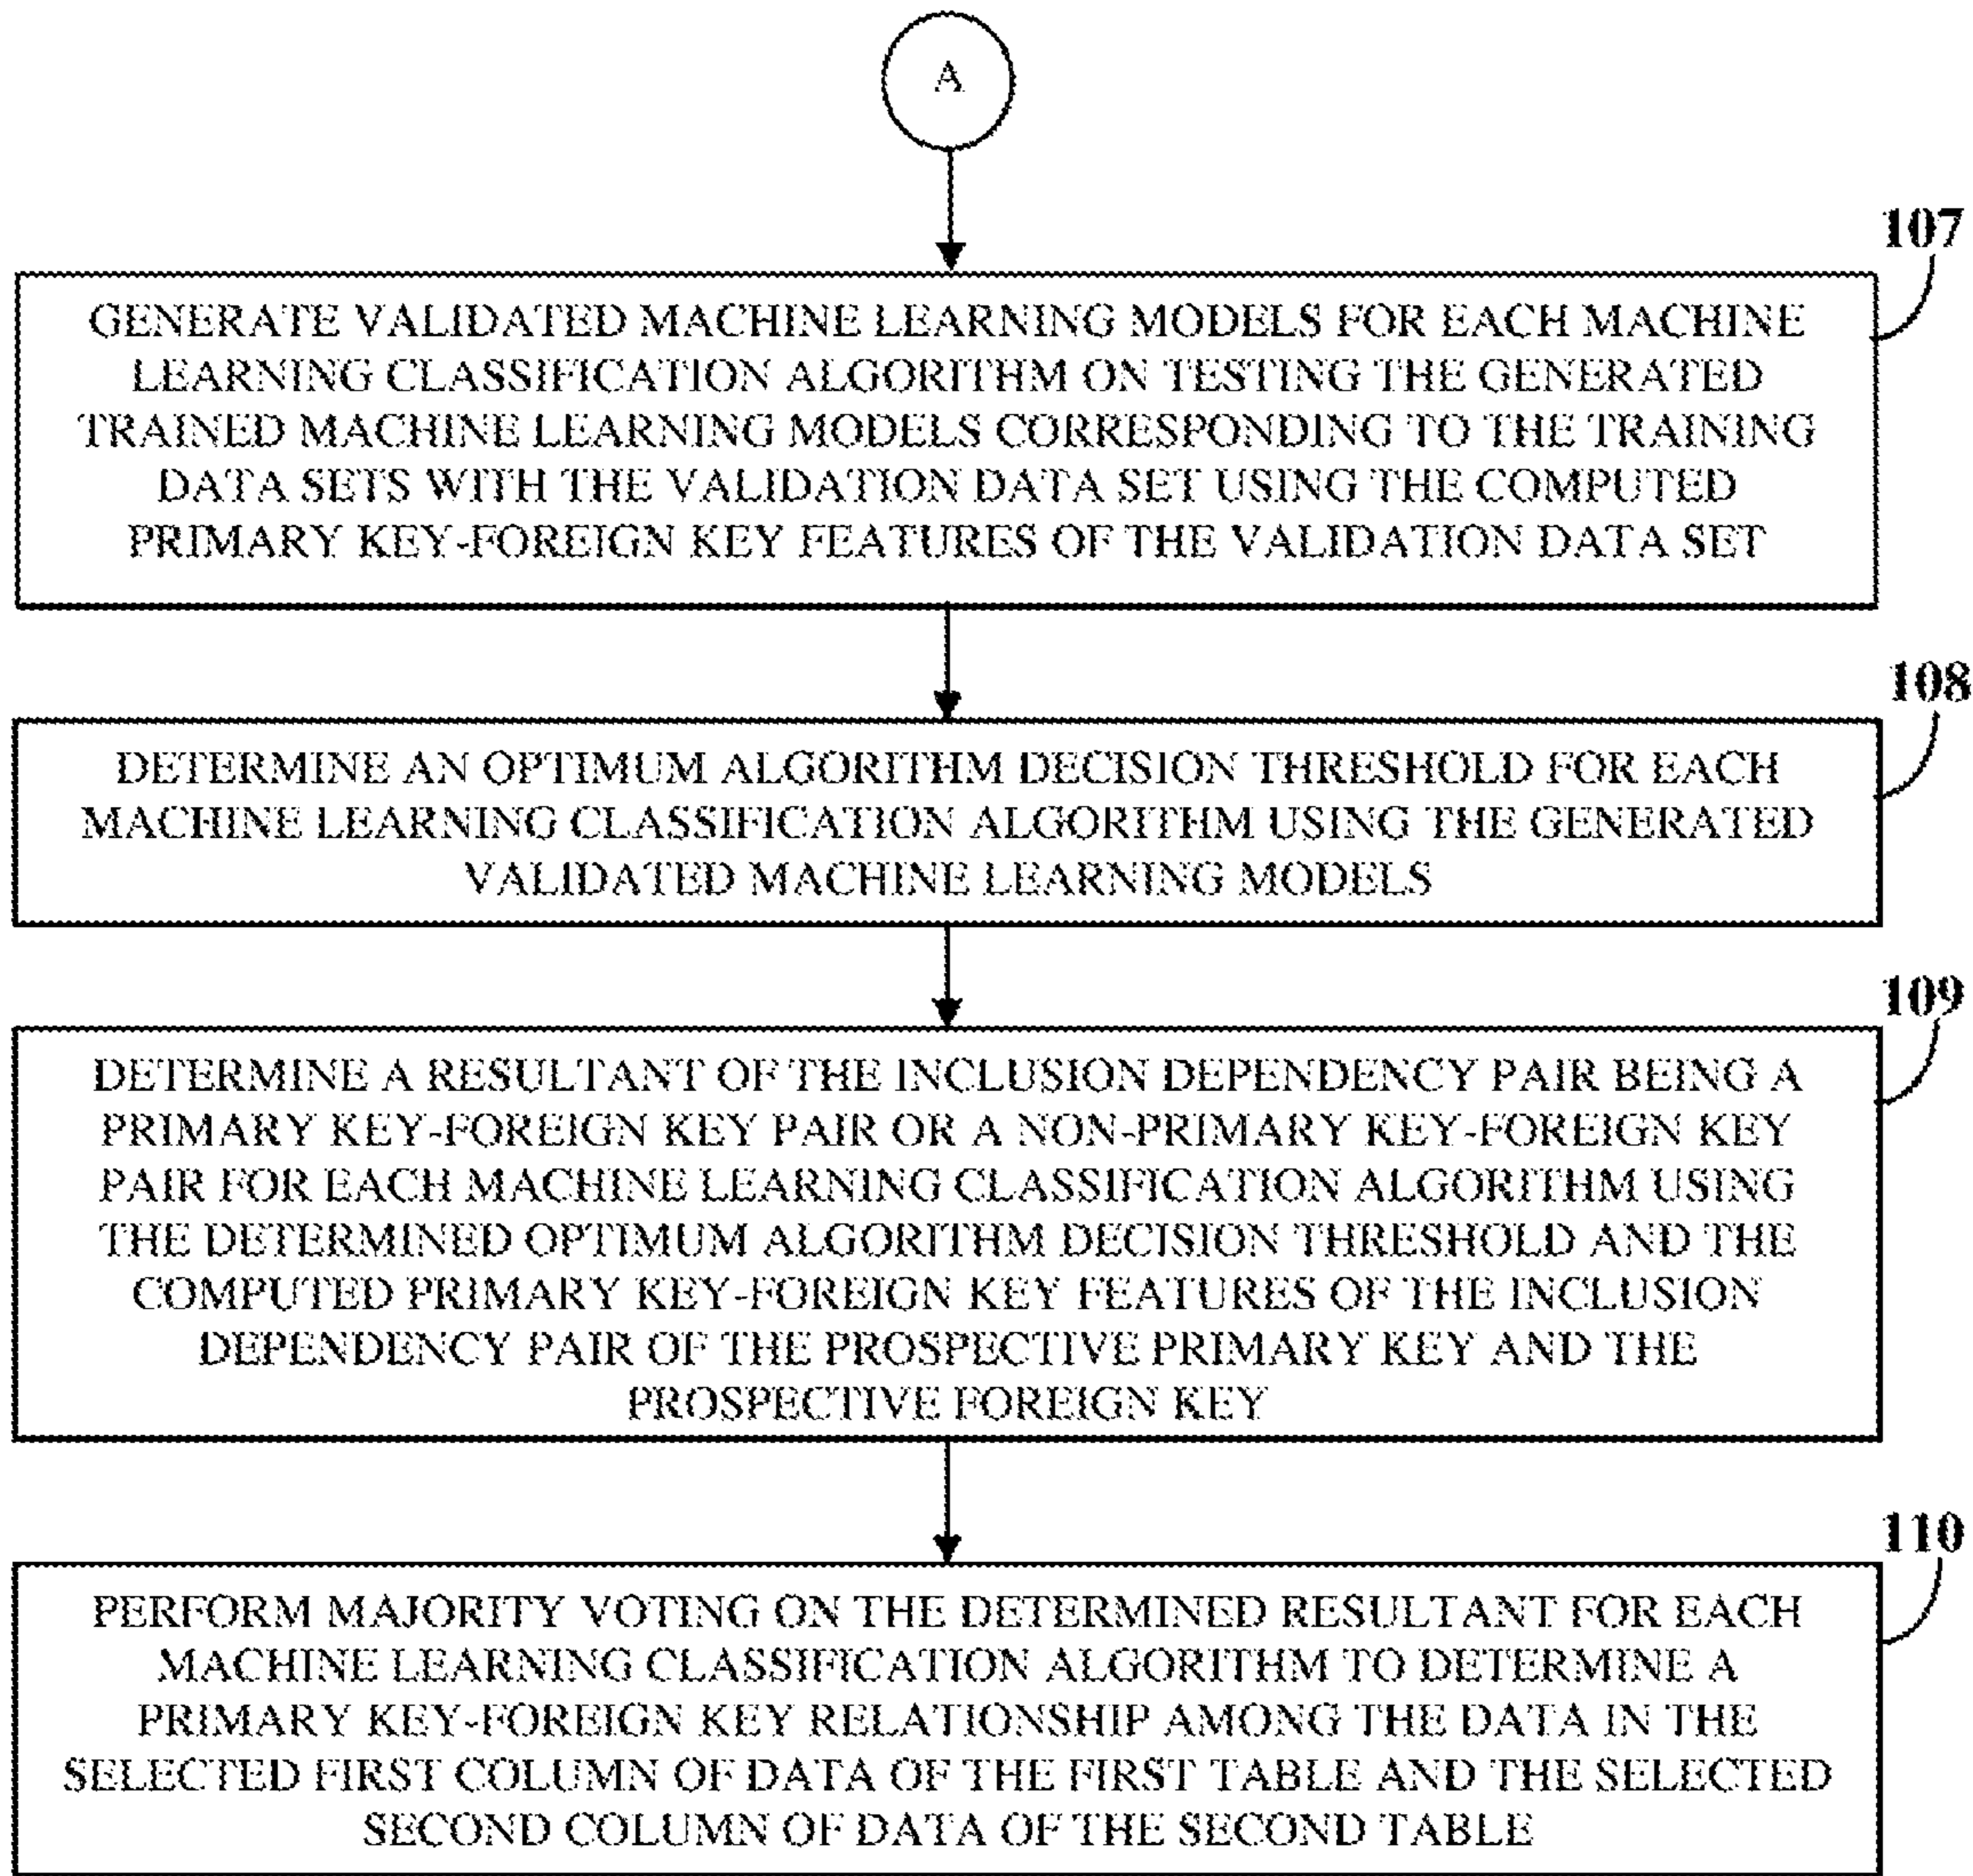 A
107
GENERATE VALIDATED MACHINE LEARNING MODELS FOR EACH MACHINE
LEARNING CLASSIFICATION ALGORITHM ON TESTING THE GENERATED
TRAINED MACHINE LEARNING MODELS CORRESPONDING TO THE TRAINING
DATA SETS WITH THE VALIDATION DATA SET USING THE COMPUTED
PRIMARY KEY-FOREIGN KEY FEATURES OF THE VALIDATION DATA SET
108
DETERMINE AN OPTIMUM ALGORITHM DECISION THRESHOLD FOR EACH
MACHINE LEARNING CLASSIFICATION ALGORITHM USING THE GENERATED
VALIDATED MACHINE LEARNING MODELS
109
DETERMINE A RESULTANT OF THE INCLUSION DEPENDENCY PAIR BEING A
PRIMARY KEY-FOREIGN KEY PAIR OR A NON-PRIMARY KEY-FOREIGN KEY
PAIR FOR EACH MACHINE LEARNING CLASSIFICATION ALGORITHM USING
THE DETERMINED OPTIMUM ALGORITHM DECISION THRESHOLD AND THE
COMPUTED PRIMARY KEY-FOREIGN KEY FEATURES OF THE INCLUSION
DEPENDENCY PAIR OF THE PROSPECTIVE PRIMARY KEY AND THE
PROSPECTIVE FOREIGN KEY
110
PERFORM MAJORITY VOTING ON THE DETERMINED RESULTANT FOR EACH
MACHINE LEARNING CLASSIFICATION ALGORITHM TO DETERMINE A
PRIMARY KEY-FOREIGN KEY RELATIONSHIP AMONG THE DATA IN THE
SELECTED FIRST COLUMN OF DATA OF THE FIRST TABLE AND THE SELECTED
SECOND COLUMN OF DATA OF THE SECOND TABLE